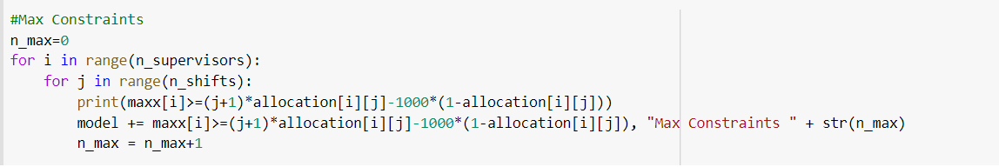 #Max Constraints
n_max=0
for i in range(n_supervisors):
    for j in range(n_shifts):
        print(maxx[i]>=(j+1)*allocation[i][j]-1000*(1-allocation[i][j]))
        model += maxx[i]>=(j+1)*allocation[i][j]-1000*(1-allocation[i][j]), "Max Constraints " + str(n_max)
        n_max = n_max+1